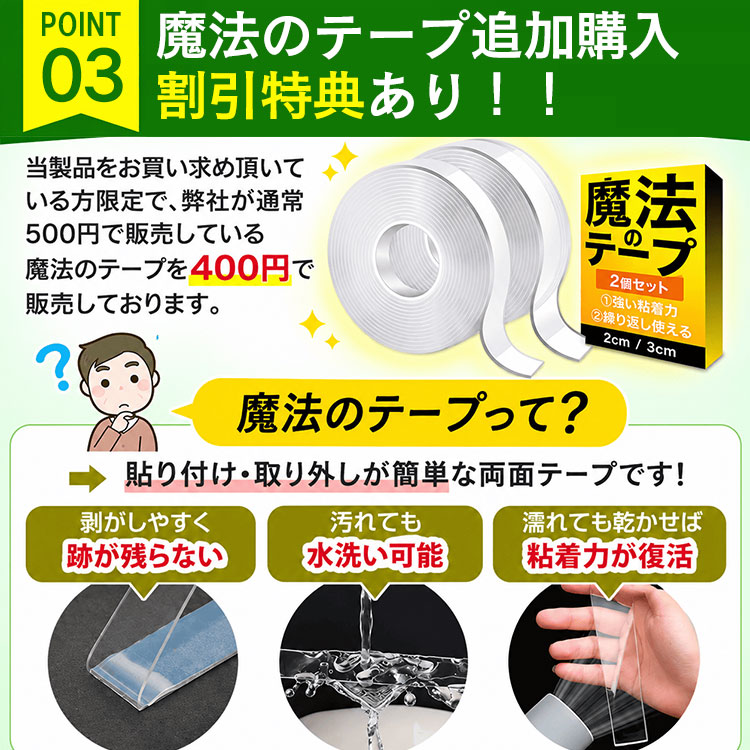 POINT
03
魔法のテープ追加購入
割引特典あり！！
当製品をお買い求め頂いて
いる方限定で、弊社が通常
500円で販売している
魔法のテープを400円で
販売しております。
魔法
の
テープ
2個セット
①強い粘着力
②繰り返し使える
2cm / 3cm
?
魔法のテープって?
➡ 貼り付け・取り外しが簡単な両面テープです!
剥がしやすく
跡が残らない
汚れても
水洗い可能
濡れても乾かせば
粘着力が復活